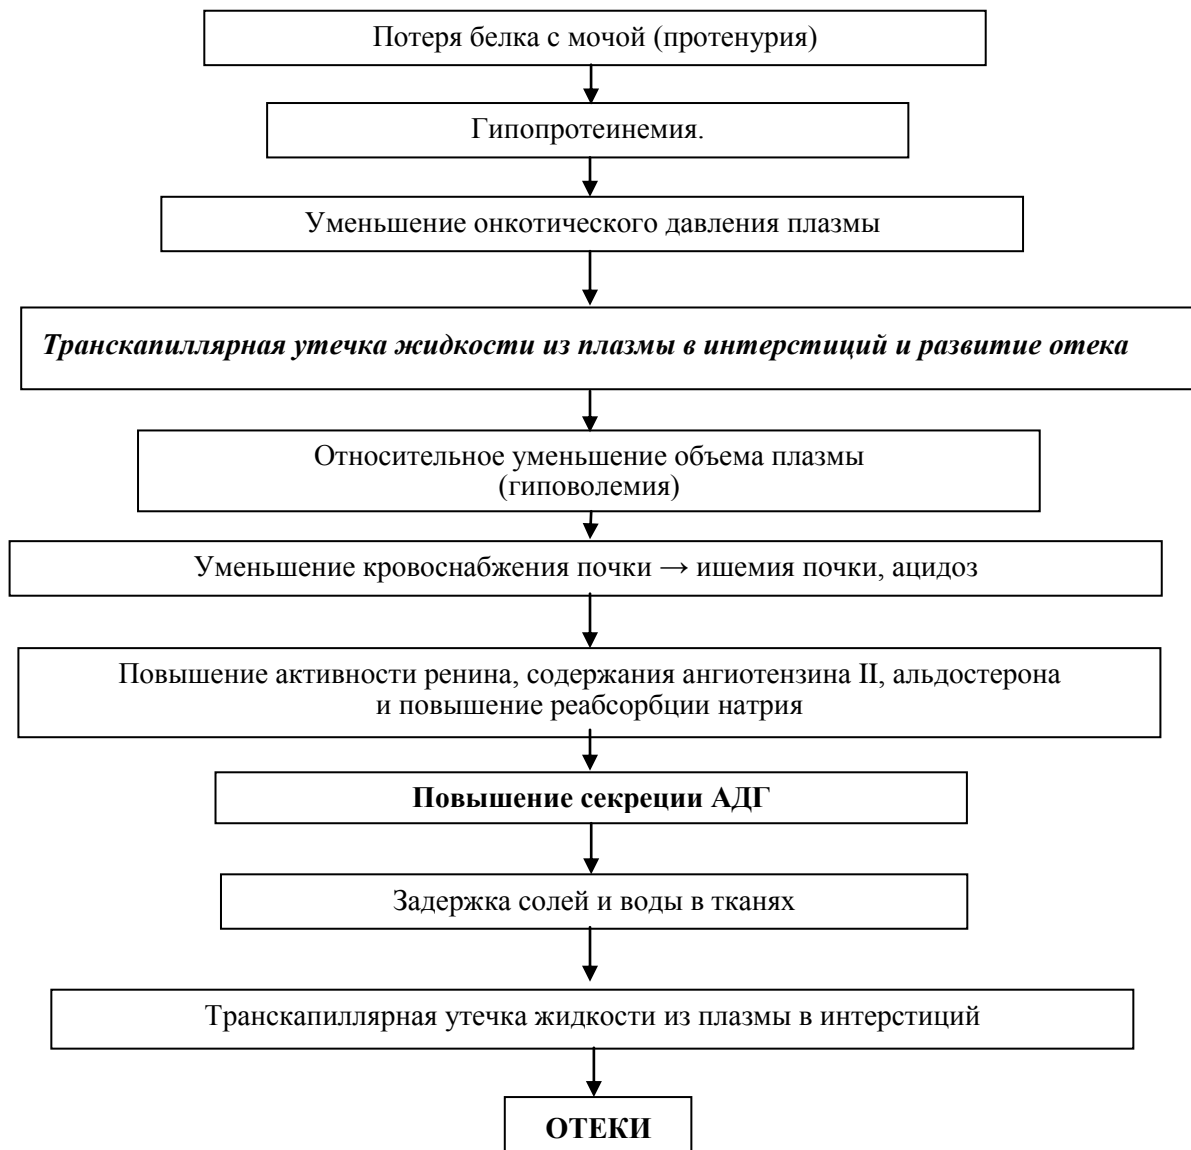 Потеря белка с мочой (протенурия)
Гипопротеинемия.
Уменьшение онкотического давления плазмы
Транскапиллярная утечка жидкости из плазмы в интерстиций и развитие отека
Относительное уменьшение объема плазмы
(гиповолемия)
Уменьшение кровоснабжения почки → ишемия почки, ацидоз
Повышение активности ренина, содержания ангиотензина II, альдостерона
и повышение реабсорбции натрия
Повышение секреции АДГ
Задержка солей и воды в тканях
Транскапиллярная утечка жидкости из плазмы в интерстиций
ОТЕКИ